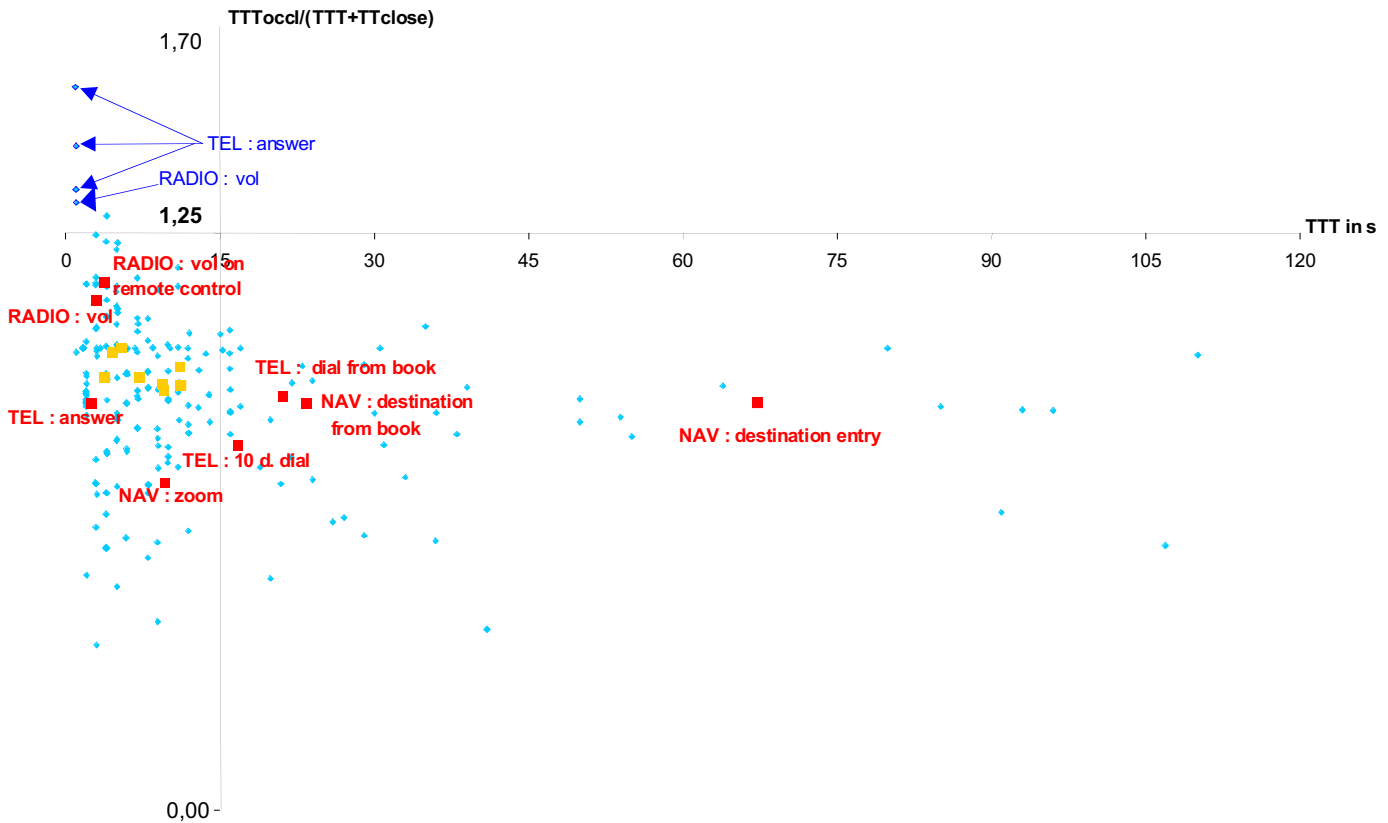 TTToccl/(TTT+TTclose)
1,70
TEL : answer
RADIO : vol
1,25
TTT in s
0 15 30 45 60 75 90 105 120
RADIO : vol on
remote control
RADIO : vol
TEL : dial from book
NAV : destination
from book
TEL : answer
NAV : destination entry
TEL : 10 d. dial
NAV : zoom
0,00